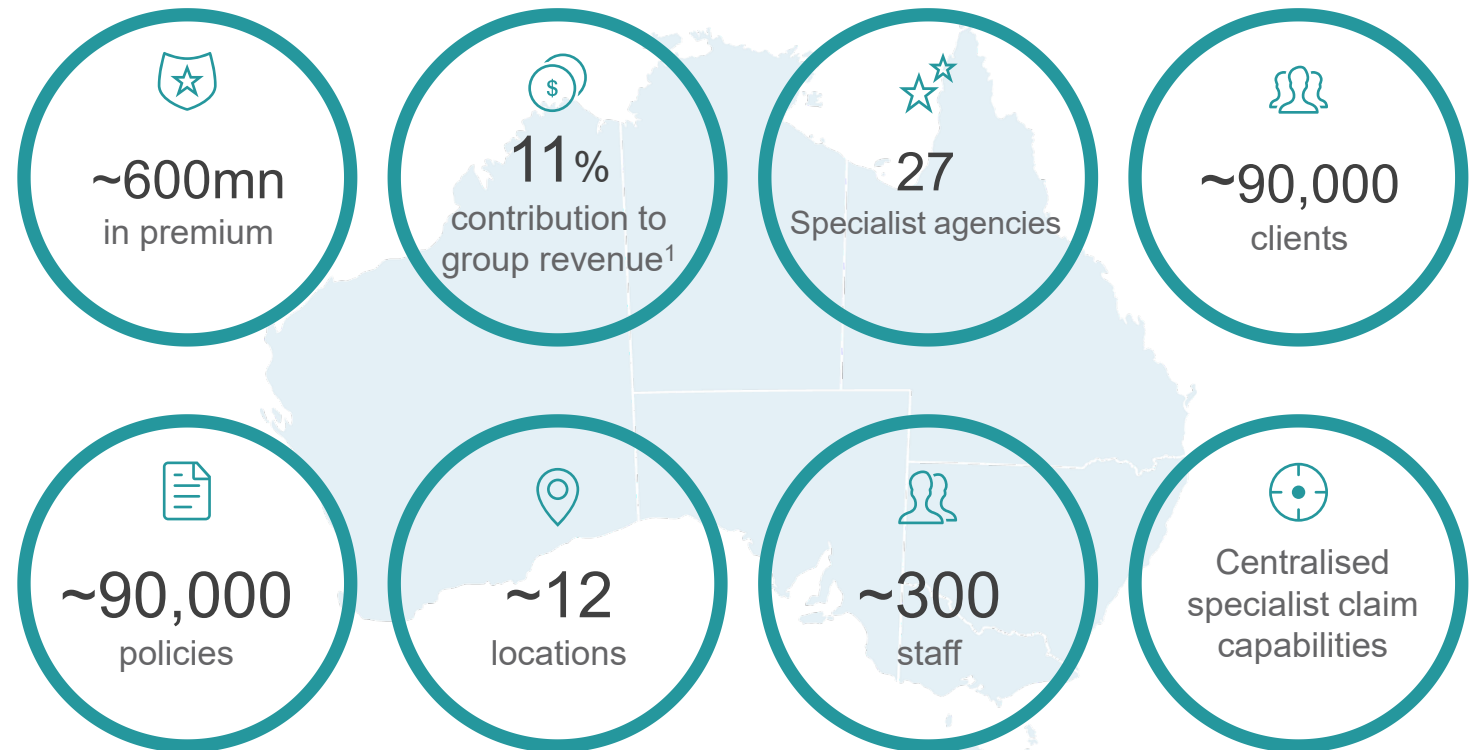 ~600mn
in premium
$
11%
contribution to
group revenue¹
27
Specialist agencies
~90,000
clients
~90,000
policies
~12
locations
~300
staff
Centralised
specialist claim
capabilities